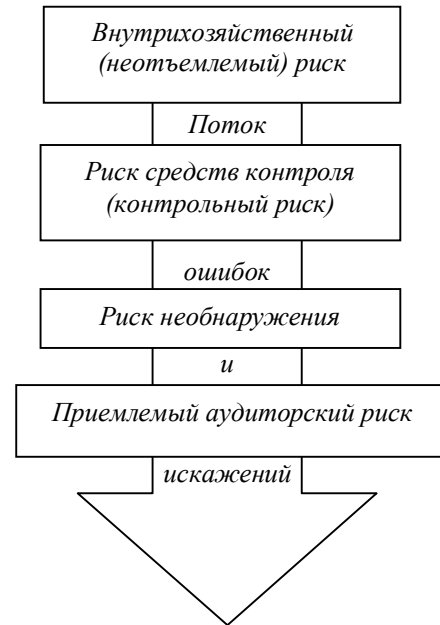 Внутрихозяйственный
(неотъемлемый) риск
Поток
Риск средств контроля
(контрольный риск)
ошибок
Риск необнаружения
и
Приемлемый аудиторский риск
искажений